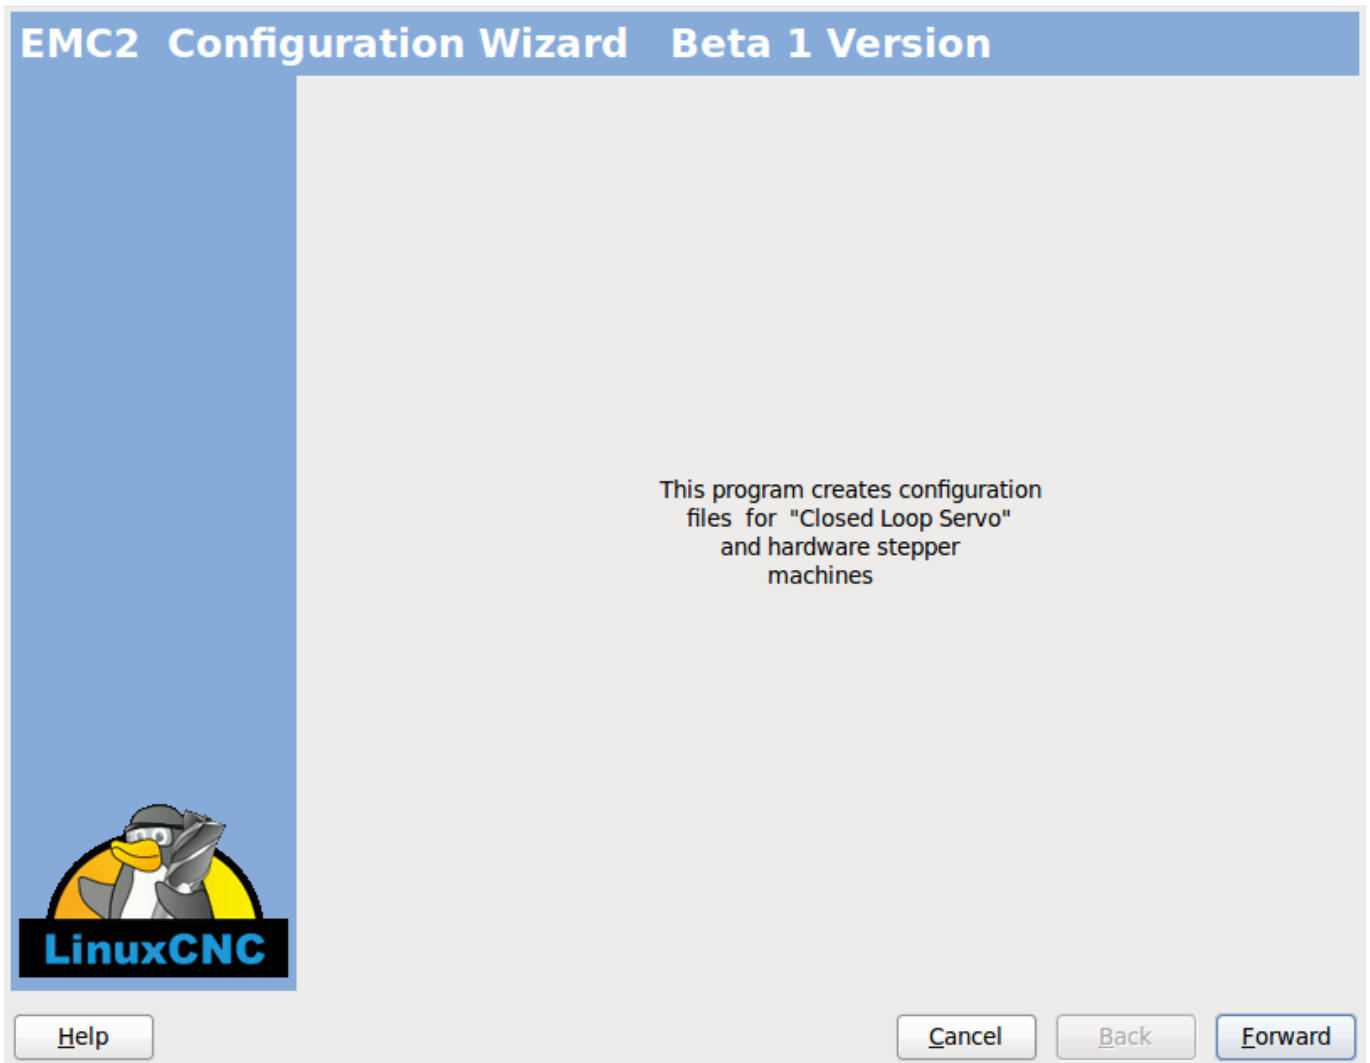 EMC2  Configuration Wizard   Beta 1 Version
This program creates configuration
files  for  "Closed Loop Servo"
and hardware stepper
machines
LinuxCNC
Help
Cancel
Back
Forward